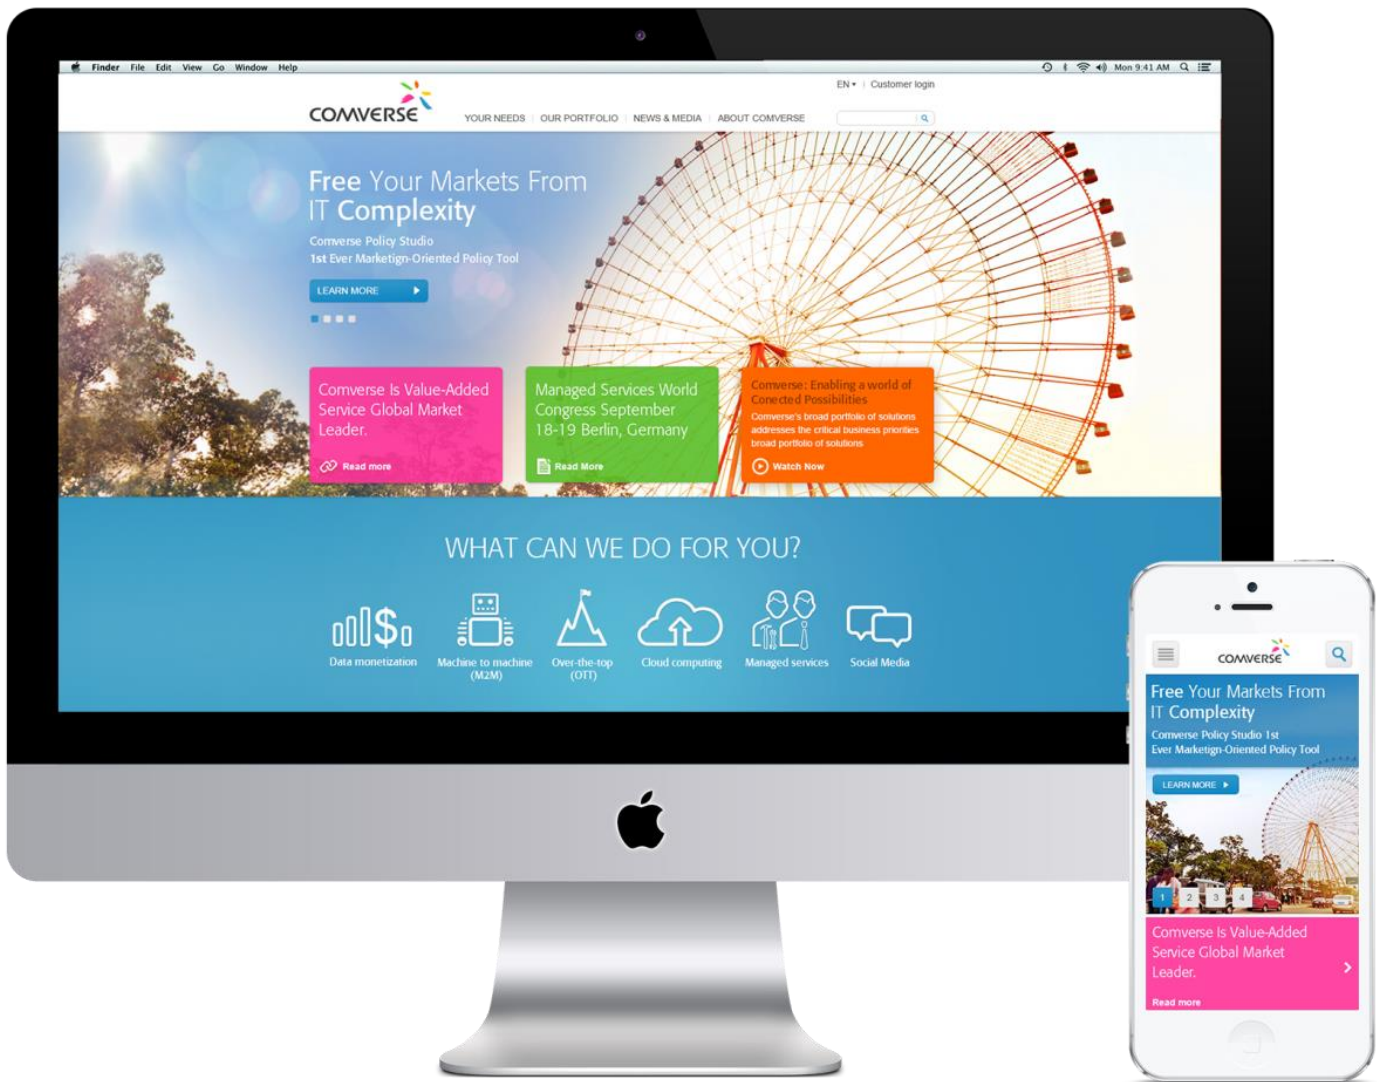 Finder File Edit View Go Window Help
Mon 9:41 AM
EN
Customer login
COMVERSE
YOUR NEEDS
OUR PORTFOLIO
NEWS & MEDIA
ABOUT COMVERSE
Free Your Markets From
IT Complexity
Comverse Policy Studio
1st Ever Marketign-Oriented Policy Tool
LEARN MORE
Comverse Is Value-Added
Service Global Market
Leader.
Read more
Managed Services World
Congress September
18-19 Berlin, Germany
Read More
Comverse: Enabling a world of
Conected Possibilities
Comverse's broad portfolio of solutions
addresses the critical business priorities
broad portfolio of solutions
Watch Now
WHAT CAN WE DO FOR YOU?
Data monetization
Machine to machine
(M2M)
Over-the-top
(OTT)
Cloud computing
Managed services
Social Media
COMVERSE
Free Your Markets From
IT Complexity
Comverse Policy Studio 1st
Ever Marketign-Oriented Policy Tool
LEARN MORE
1 2 3 4
Comverse Is Value-Added
Service Global Market
Leader.
Read more